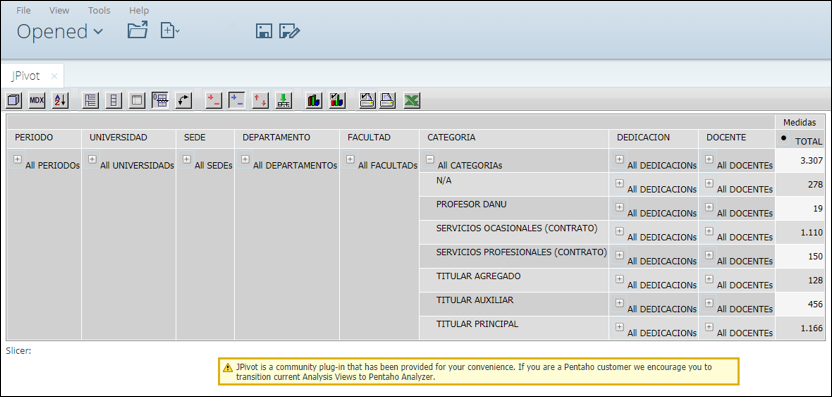 File View Tools Help
Opened
JPivot
MDX
Medidas
PERIODO UNIVERSIDAD SEDE DEPARTAMENTO FACULTAD CATEGORIA DEDICACION DOCENTE TOTAL
All PERIODOs All UNIVERSIDADs All SEDEs All DEPARTAMENTOs All FACULTADs All CATEGORIAs All DEDICACIONs All DOCENTEs 3.307
N/A All DEDICACIONs All DOCENTEs 278
PROFESOR DANU All DEDICACIONs All DOCENTEs 19
SERVICIOS OCASIONALES (CONTRATO) All DEDICACIONs All DOCENTEs 1.110
SERVICIOS PROFESIONALES (CONTRATO) All DEDICACIONs All DOCENTEs 150
TITULAR AGREGADO All DEDICACIONs All DOCENTEs 128
TITULAR AUXILIAR All DEDICACIONs All DOCENTEs 456
TITULAR PRINCIPAL All DEDICACIONs All DOCENTEs 1.166
Slicer:
JPivot is a community plug-in that has been provided for your convenience. If you are a Pentaho customer we encourage you to
transition current Analysis Views to Pentaho Analyzer.